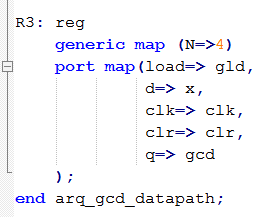 R3: reg
generic map (N=>4)
port map(load=> gld,
d=> x,
clk=> clk,
clr=> clr,
q=> gcd
);
end arq_gcd_datapath;